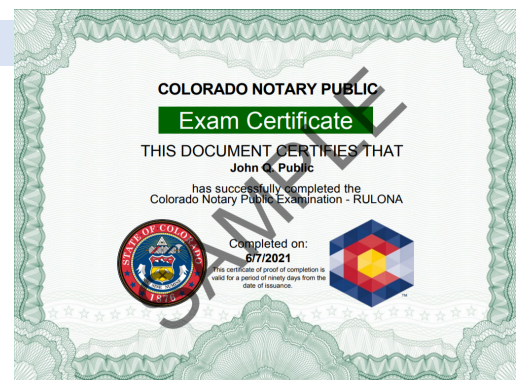 COLORADO NOTARY PUBLIC
Exam Certificate
THIS DOCUMENT CERTIFIES THAT
John Q. Public
has successfully completed the
Colorado Notary Public Examination - RULONA
SAMPLE
STATE OF COLORADO
1876
Completed on:
6/7/2021
This certificate of proof of completion is
valid for a period of ninety days from the
date of issuance.
TM